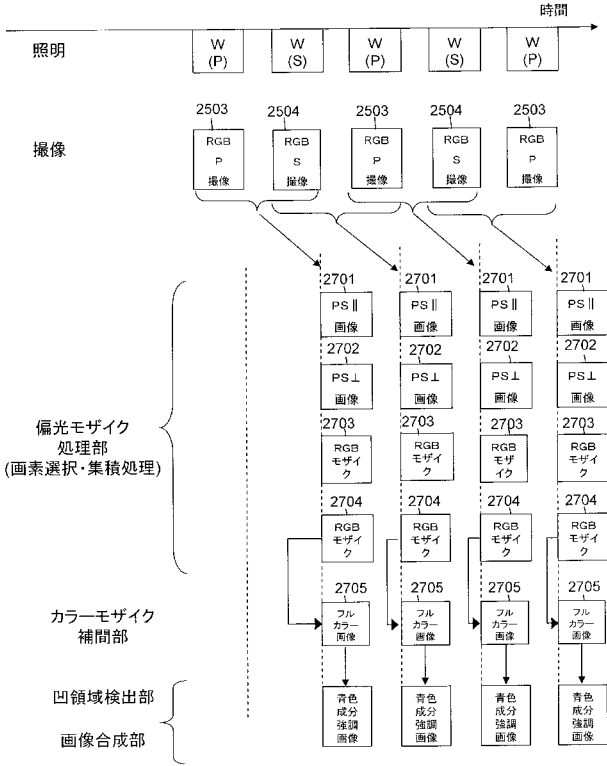 時間
照明
W
(P)
W
(S)
W
(P)
W
(S)
W
(P)
2503
2504
2503
2504
2503
撮像
RGB
P
撮像
RGB
S
撮像
RGB
P
撮像
RGB
S
撮像
RGB
P
撮像
2701
2701
2701
2701
PS∥
画像
PS∥
画像
PS∥
画像
PS∥
画像
2702
2702
2702
2702
PS⊥
画像
PS⊥
画像
PS⊥
画像
PS⊥
画像
偏光モザイク
処理部
(画素選択・集積処理)
2703
2703
2703
2703
RGB
モザイ
ク
RGB
モザイ
ク
RGB
モザ
イク
RGB
モザイ
ク
2704
2704
2704
2704
RGB
モザイ
ク
RGB
モザイ
ク
RGB
モザイ
ク
RGB
モザイ
ク
2705
2705
2705
2705
カラーモザイク
補間部
フル
カラー
画像
フル
カラー
画像
フル
カラー
画像
フル
カラー
画像
凹領域検出部
画像合成部
青色
成分
強調
画像
青色
成分
強調
画像
青色
成分
強調
画像
青色
成分
強調
画像